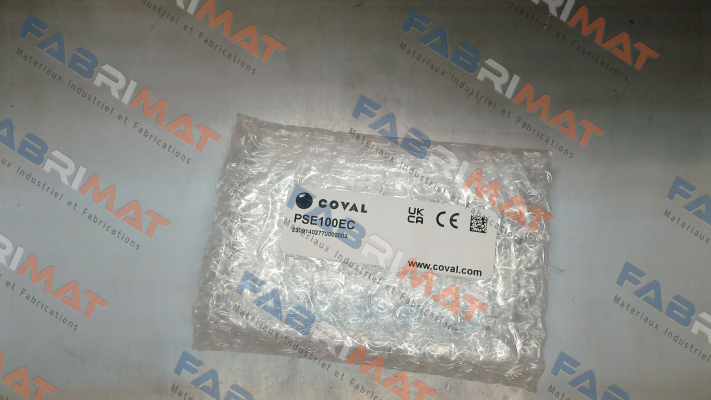 COVAL
UK
CA
CE
PSE100EC
www.coval.com
FABRIMAT
Materiaux Industriel et Fabrications